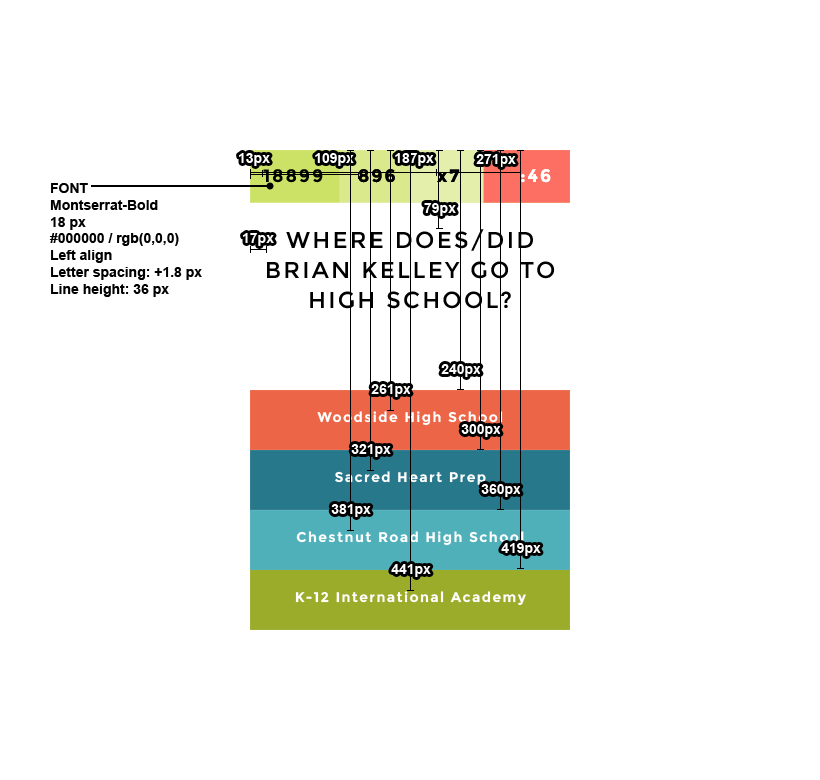 13px 109px 187px 271px
18899 896 x7 :46
FONT
Montserrat-Bold
18 px
#000000 / rgb(0,0,0)
Left align
Letter spacing: +1.8 px
Line height: 36 px
79px
17px
WHERE DOES/DID
BRIAN KELLEY GO TO
HIGH SCHOOL?
240px
261px
Woodside High School
300px
321px
Sacred Heart Prep
360px
381px
Chestnut Road High School
419px
441px
K-12 International Academy